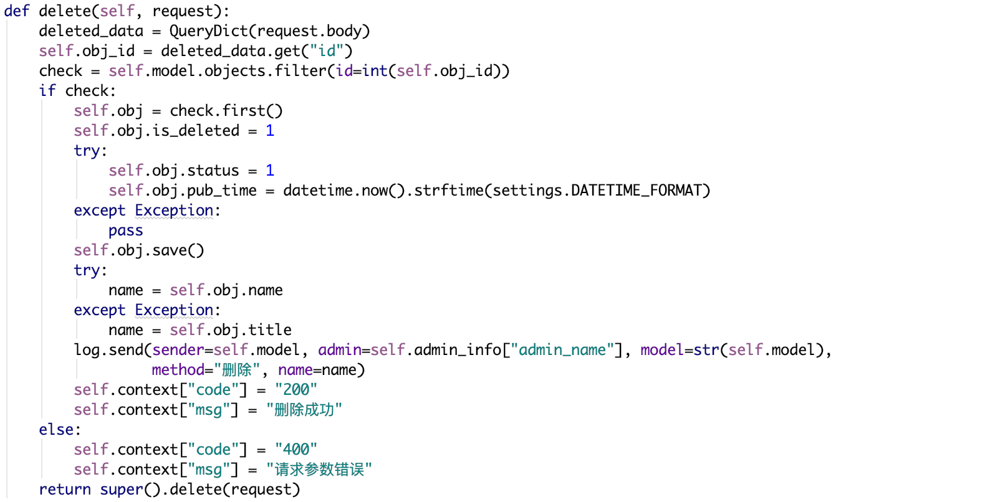 def delete(self, request):
    deleted_data = QueryDict(request.body)
    self.obj_id = deleted_data.get("id")
    check = self.model.objects.filter(id=int(self.obj_id))
    if check:
        self.obj = check.first()
        self.obj.is_deleted = 1
        try:
            self.obj.status = 1
            self.obj.pub_time = datetime.now().strftime(settings.DATETIME_FORMAT)
        except Exception:
            pass
        self.obj.save()
        try:
            name = self.obj.name
        except Exception:
            name = self.obj.title
        log.send(sender=self.model, admin=self.admin_info["admin_name"], model=str(self.model),
                 method="删除", name=name)
        self.context["code"] = "200"
        self.context["msg"] = "删除成功"
    else:
        self.context["code"] = "400"
        self.context["msg"] = "请求参数错误"
    return super().delete(request)